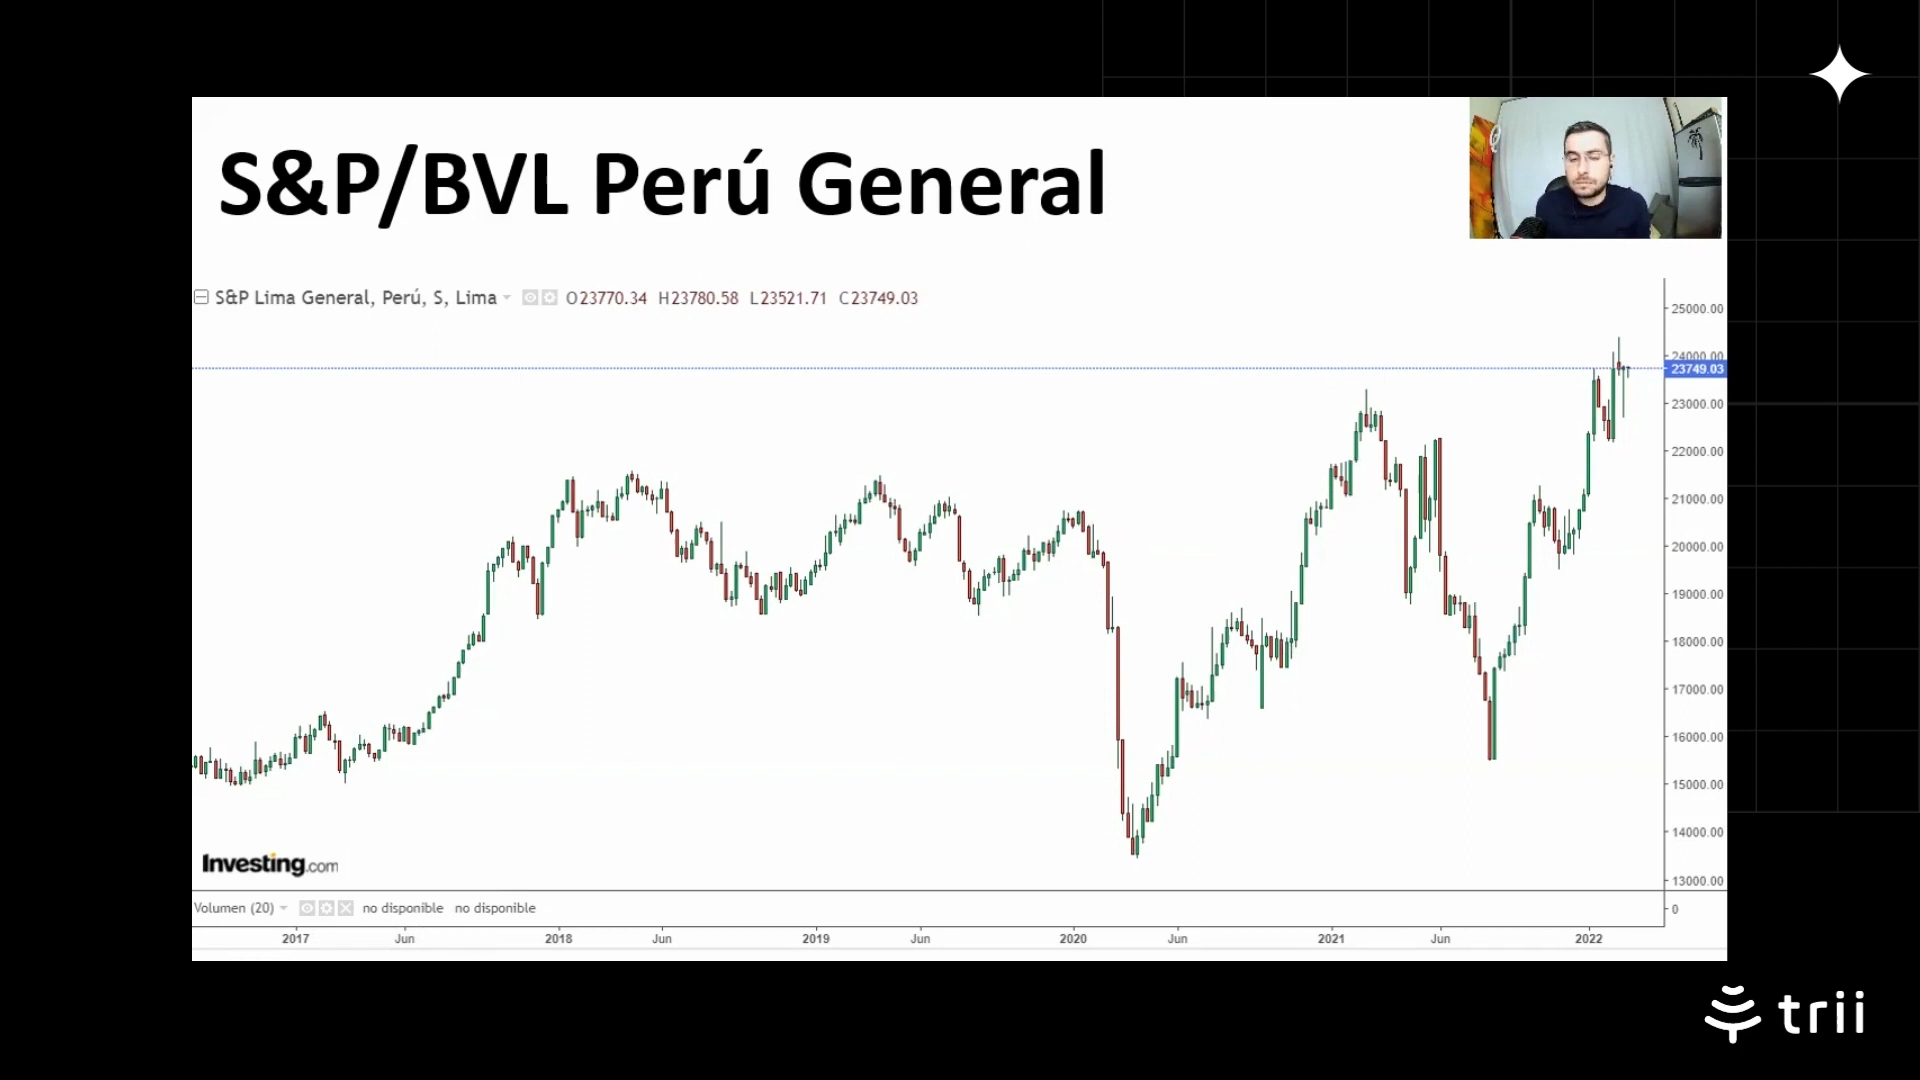 S&P/BVL Perú General
S&P Lima General, Perú, S, Lima O23770.34 H23780.58 L23521.71 C23749.03
25000.00
24000.00
23749.03
23000.00
22000.00
21000.00
20000.00
19000.00
18000.00
17000.00
16000.00
15000.00
14000.00
13000.00
Investing.com
Volumen (20) no disponible no disponible
0
2017 Jun 2018 Jun 2019 Jun 2020 Jun 2021 Jun 2022
trii